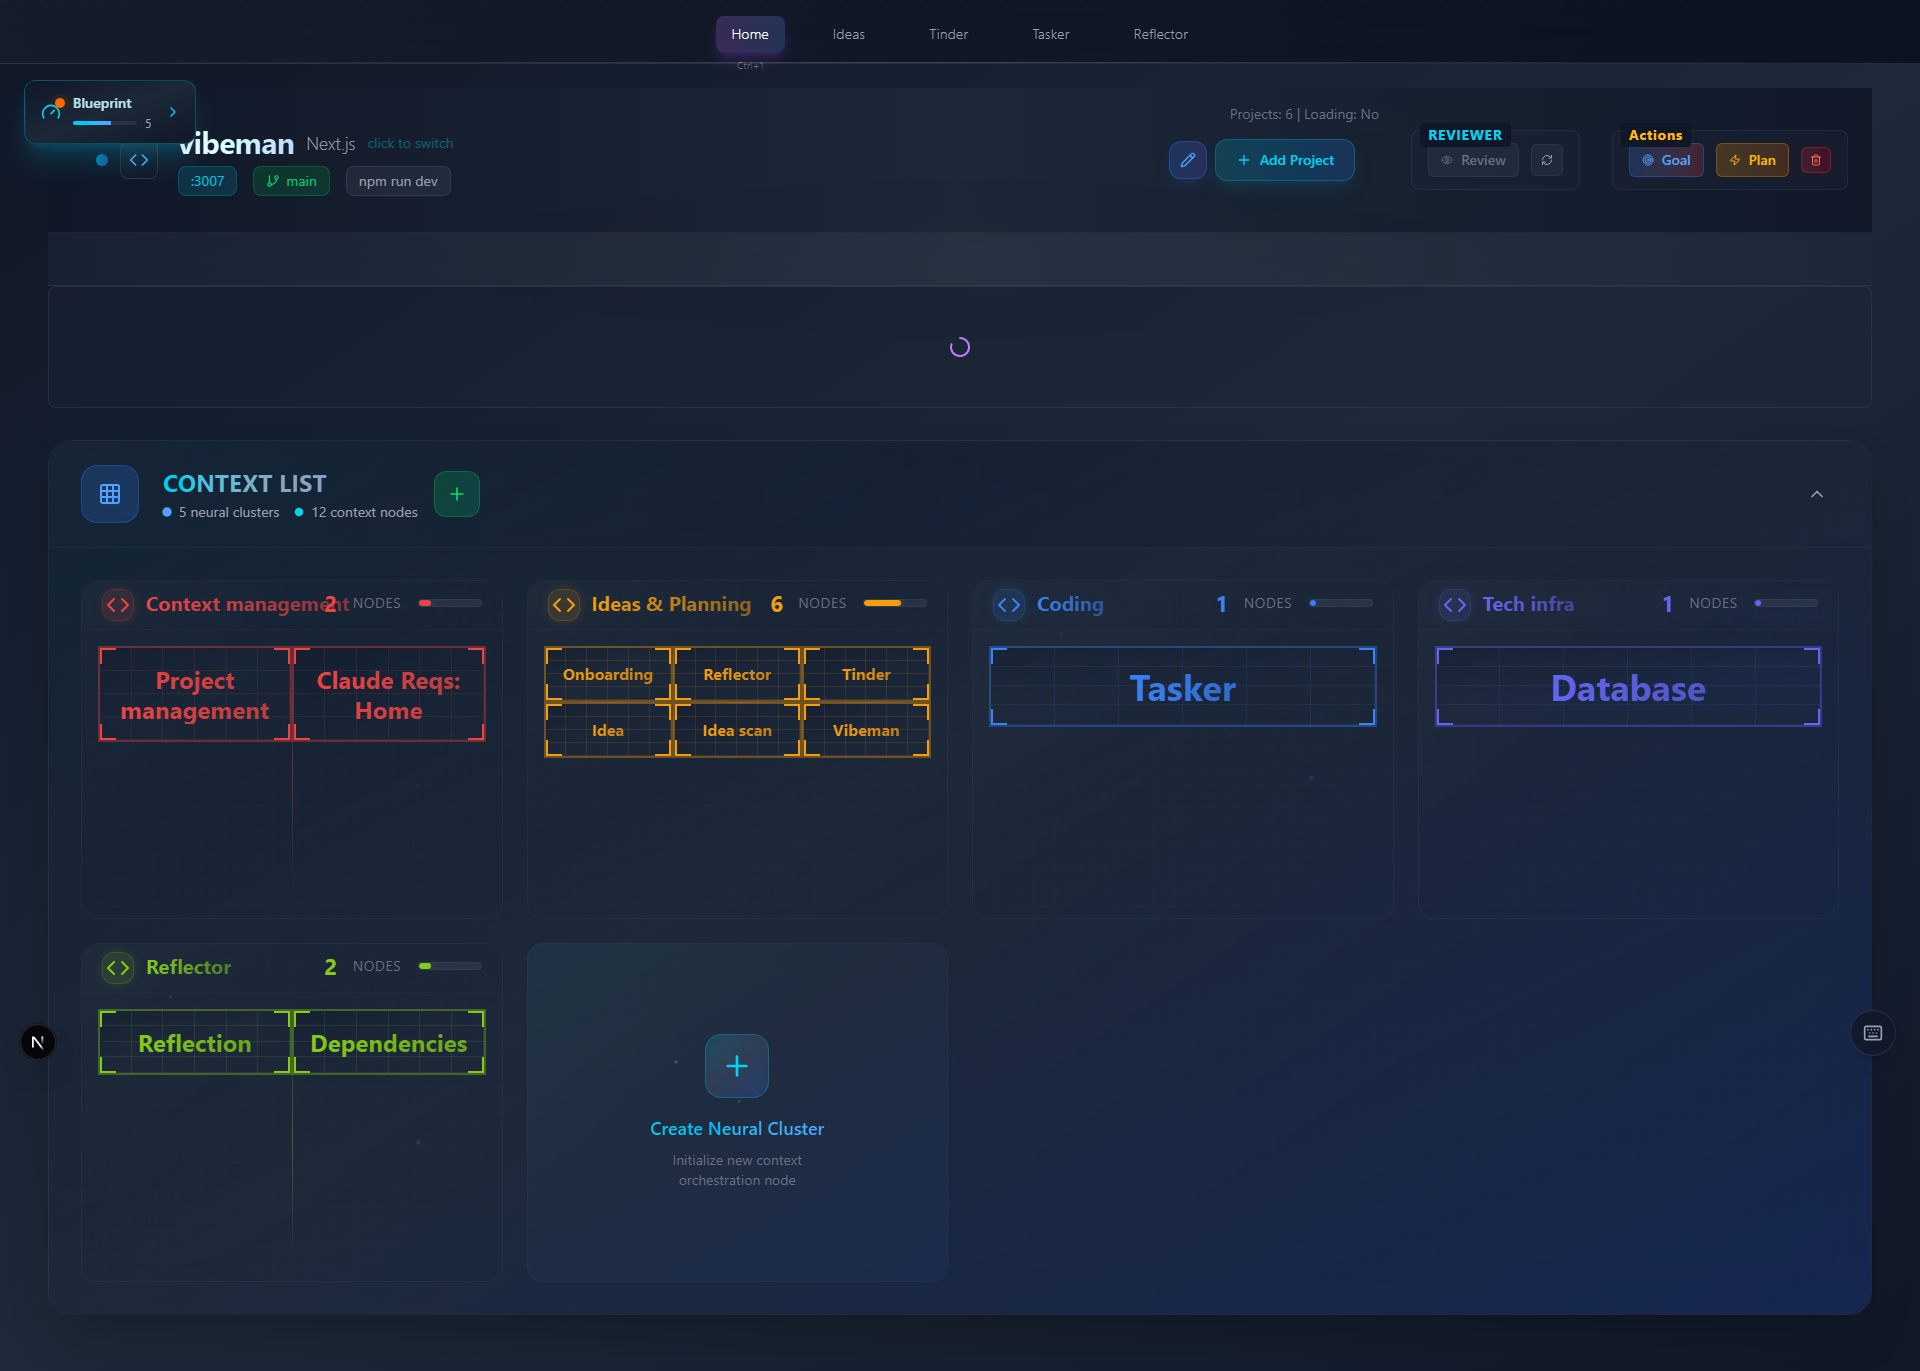 Home
Ideas
Tinder
Tasker
Reflector
Ctrl+1
Blueprint
5
Vibeman Next.js click to switch
:3007
main
npm run dev
Projects: 6 | Loading: No
Add Project
REVIEWER
Review
Actions
Goal
Plan
CONTEXT LIST
5 neural clusters
12 context nodes
Context management 2 NODES
Project management
Claude Reqs: Home
Ideas & Planning 6 NODES
Onboarding
Reflector
Tinder
Idea
Idea scan
Vibeman
Coding 1 NODES
Tasker
Tech infra 1 NODES
Database
Reflector 2 NODES
Reflection
Dependencies
Create Neural Cluster
Initialize new context
orchestration node
N